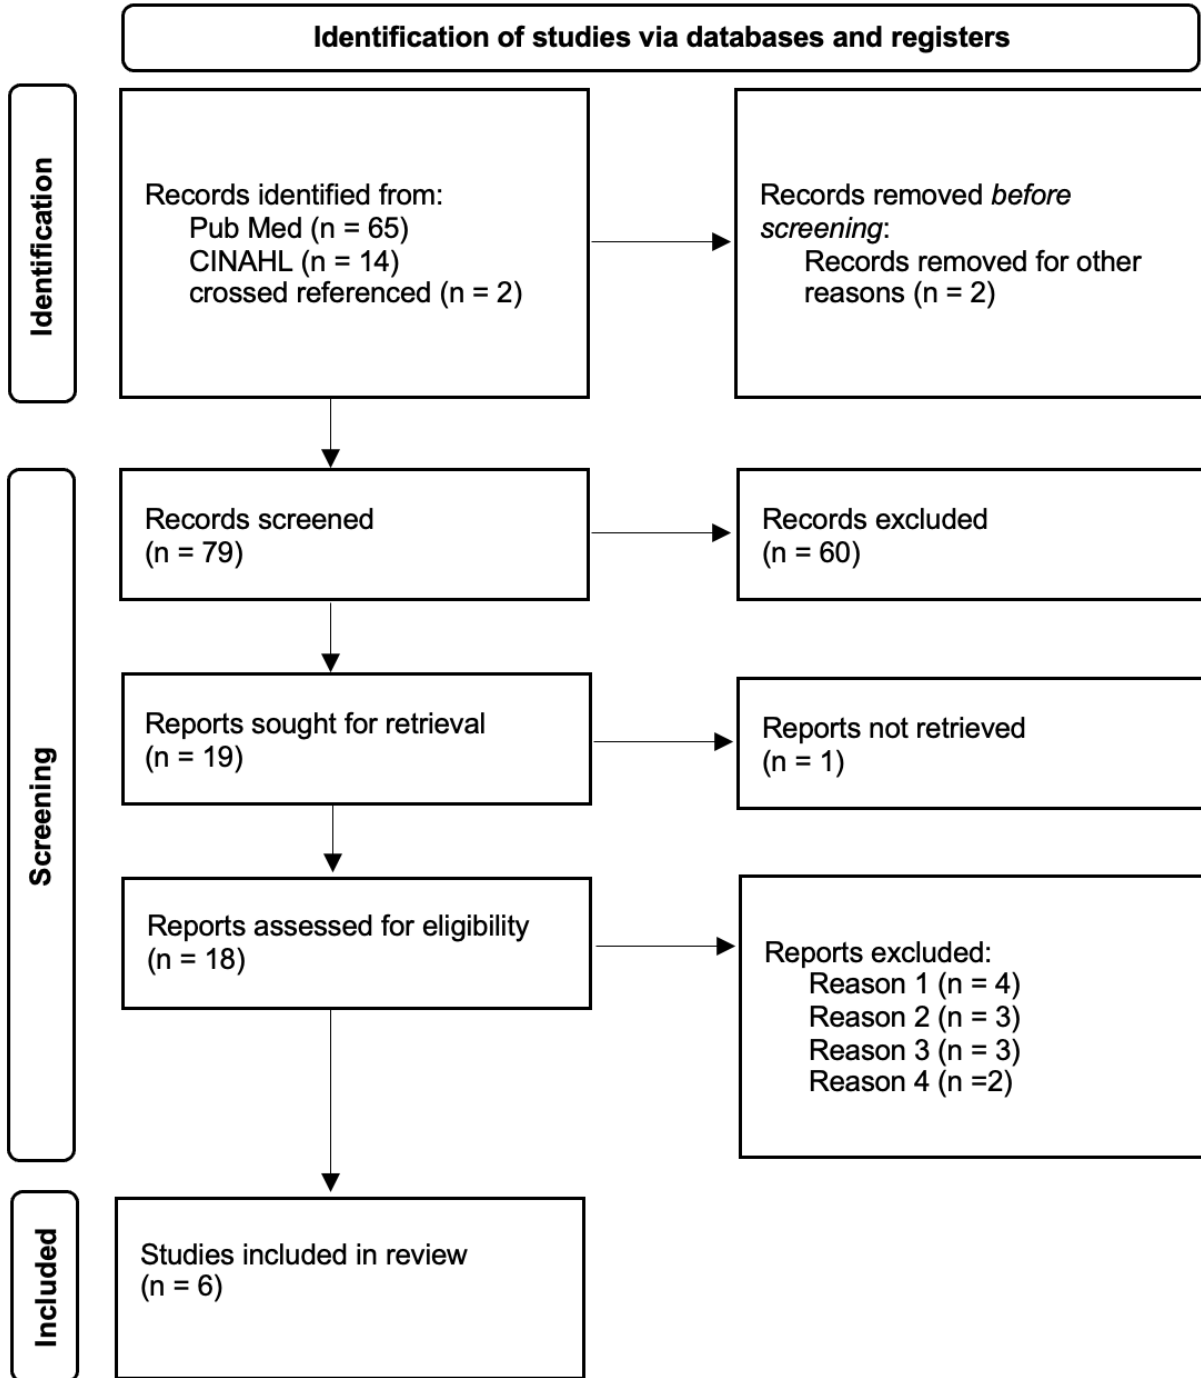 Identification of studies via databases and registers
Identification
Records identified from:
Pub Med (n = 65)
CINAHL (n = 14)
crossed referenced (n = 2)
Records removed before
screening:
Records removed for other
reasons (n = 2)
Screening
Records screened
(n = 79)
Records excluded
(n = 60)
Reports sought for retrieval
(n = 19)
Reports not retrieved
(n = 1)
Reports assessed for eligibility
(n = 18)
Reports excluded:
Reason 1 (n = 4)
Reason 2 (n = 3)
Reason 3 (n = 3)
Reason 4 (n =2)
Included
Studies included in review
(n = 6)